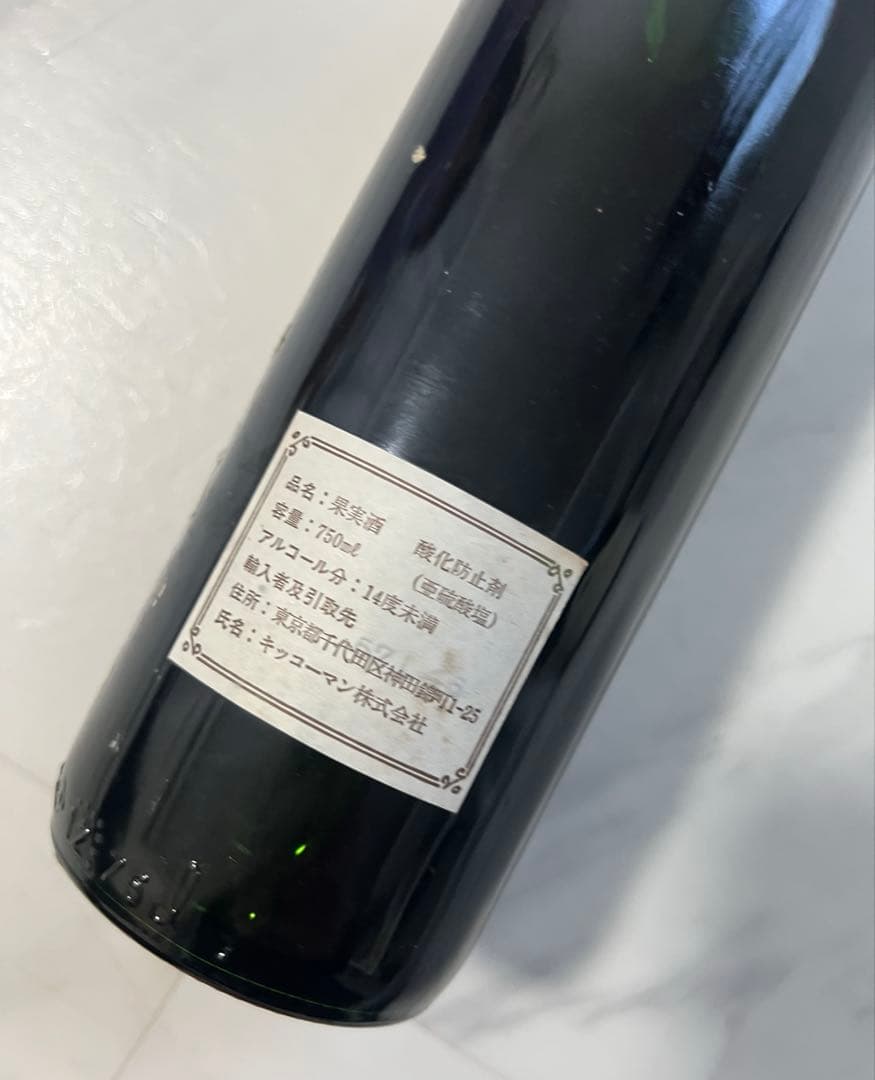 品名：果実酒 酸化防止剤
容量：750mℓ （亜硫酸塩）
アルコール分：14度未満
輸入者及引取先
住所：東京都千代田区神田錦町1-25
氏名：キッコーマン株式会社